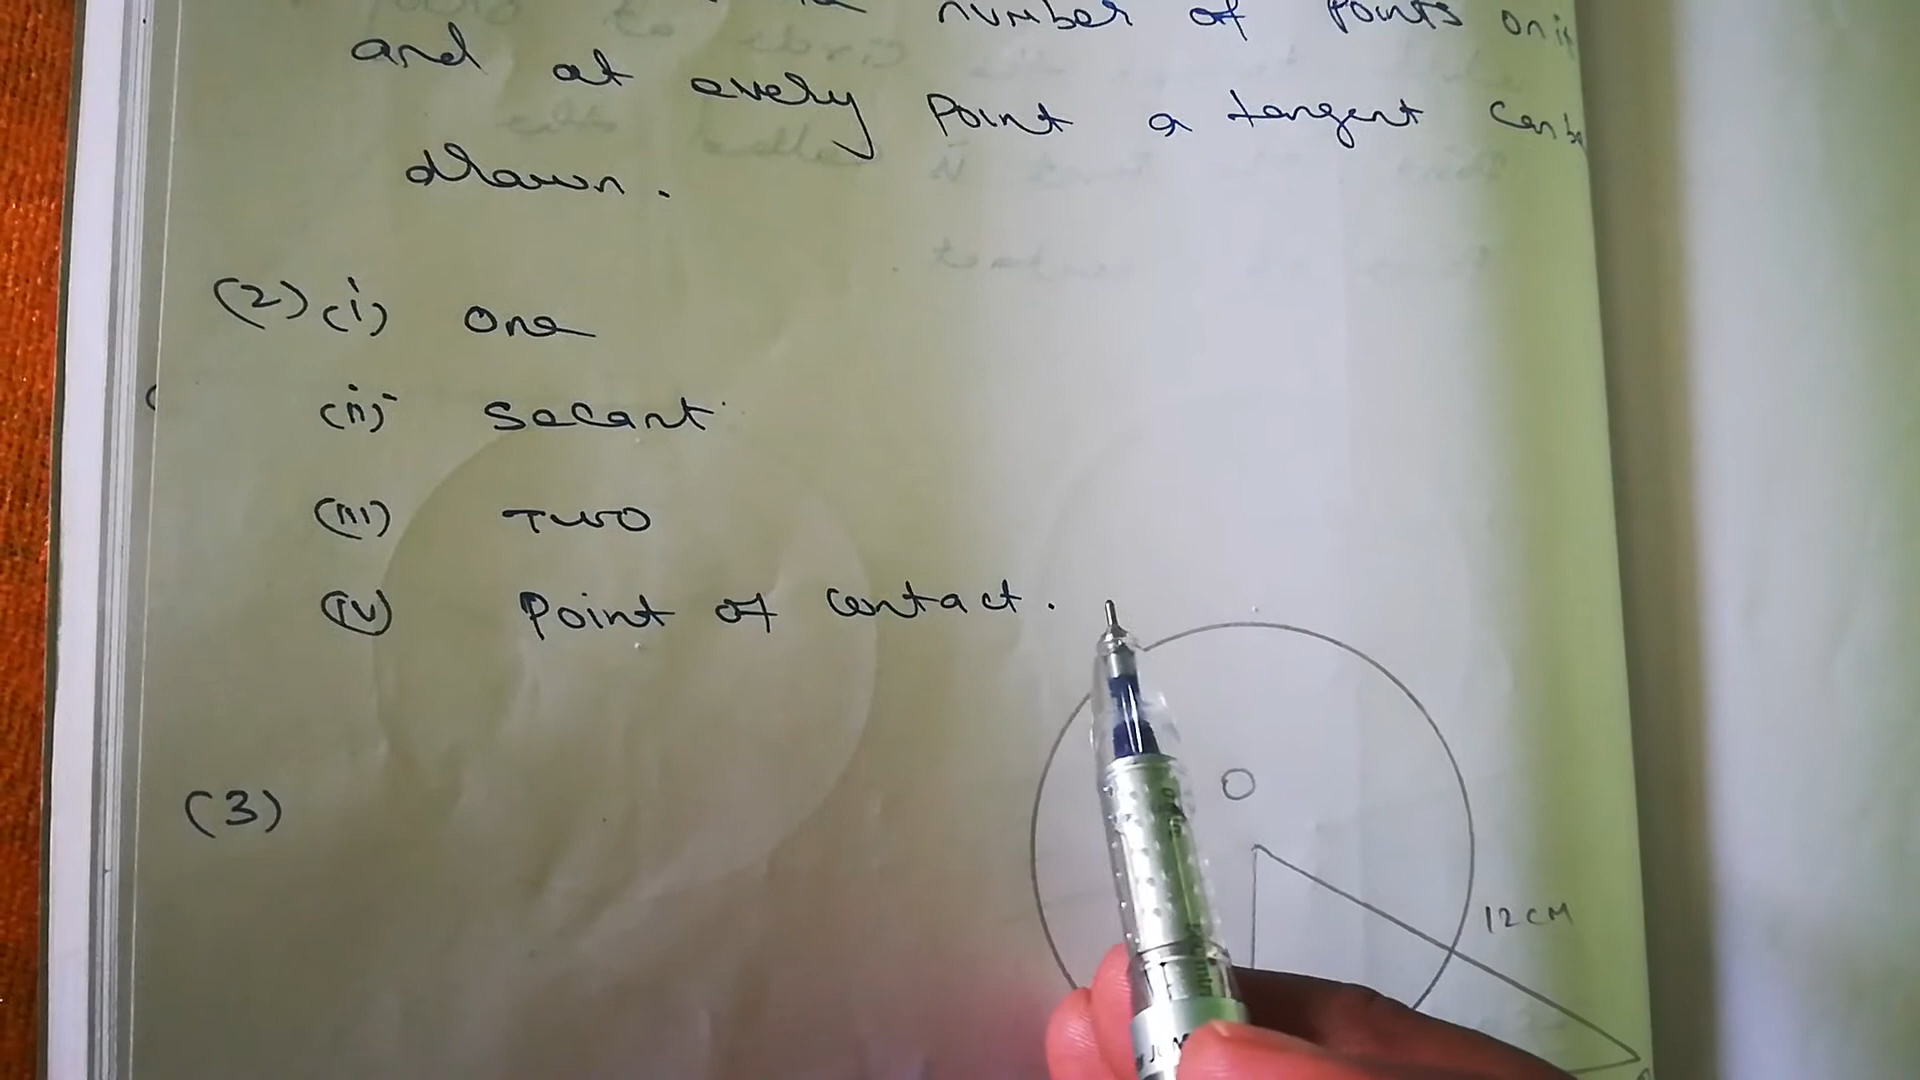 number of points on it
and at every point a tangent can be
drawn.
(2) (i) one
(ii) secant
(iii) Two
(iv) Point of contact.
(3)
O
12 CM